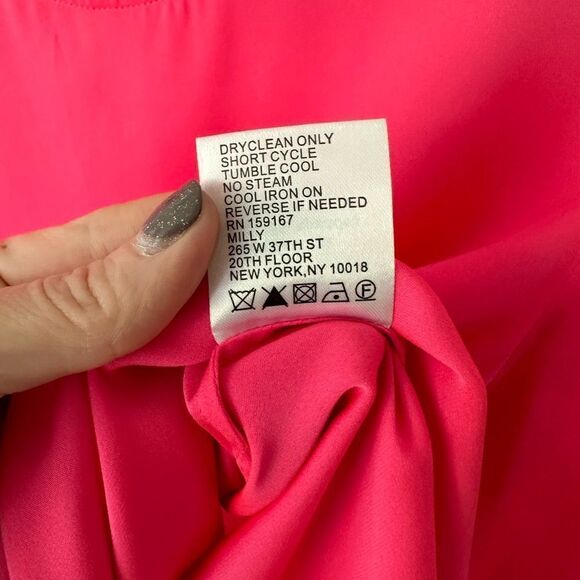 DRYCLEAN ONLY
SHORT CYCLE
TUMBLE COOL
NO STEAM
COOL IRON ON
REVERSE IF NEEDED
RN 159167
MILLY
265 W 37TH ST
20TH FLOOR
NEW YORK,NY 10018
F